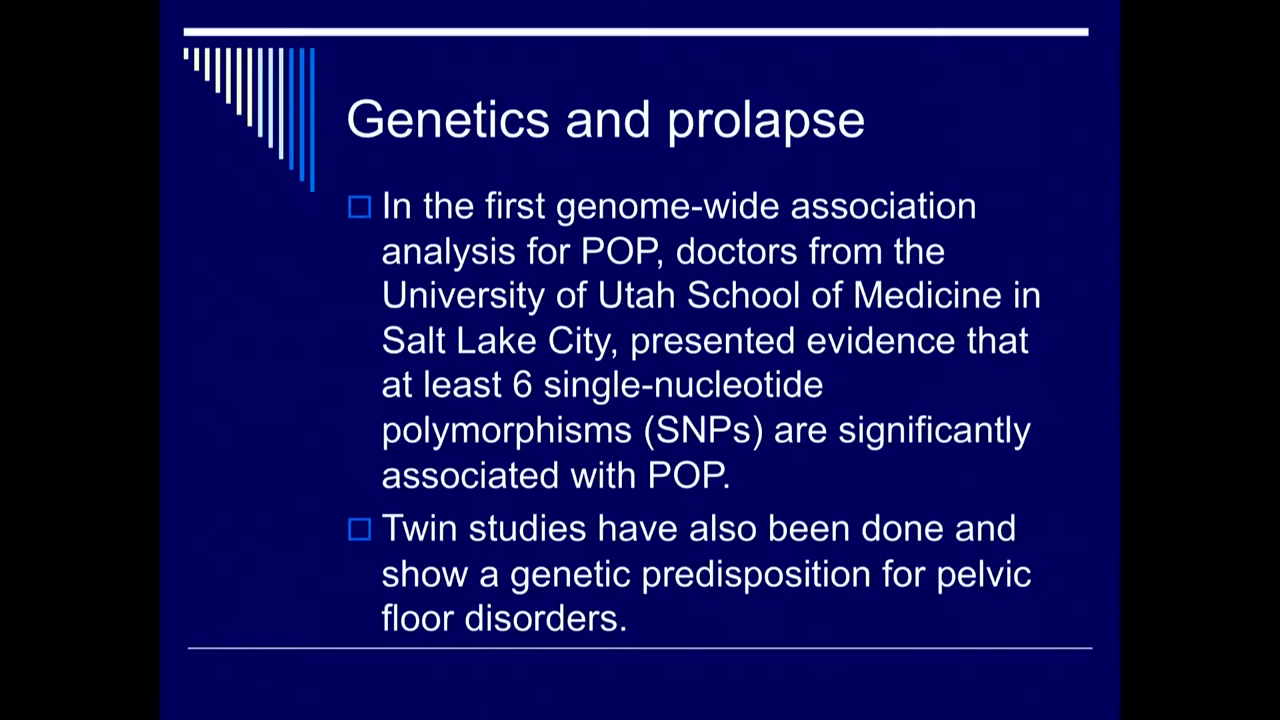 Genetics and prolapse
In the first genome-wide association
analysis for POP, doctors from the
University of Utah School of Medicine in
Salt Lake City, presented evidence that
at least 6 single-nucleotide
polymorphisms (SNPs) are significantly
associated with POP.
Twin studies have also been done and
show a genetic predisposition for pelvic
floor disorders.